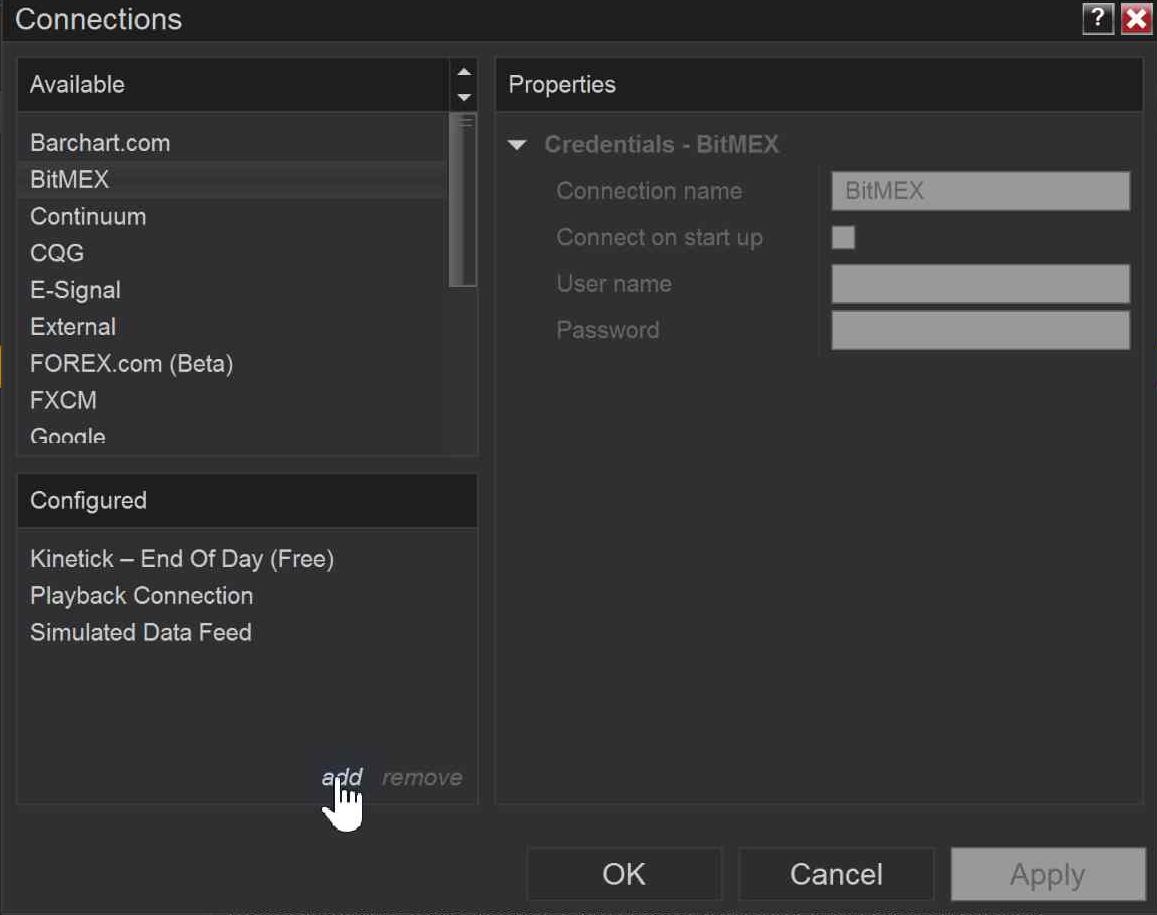 Connections
?
Available
Barchart.com
BitMEX
Continuum
CQG
E-Signal
External
FOREX.com (Beta)
FXCM
Google
Configured
Kinetick – End Of Day (Free)
Playback Connection
Simulated Data Feed
add remove
Properties
Credentials - BitMEX
Connection name BitMEX
Connect on start up
User name
Password
OK Cancel Apply